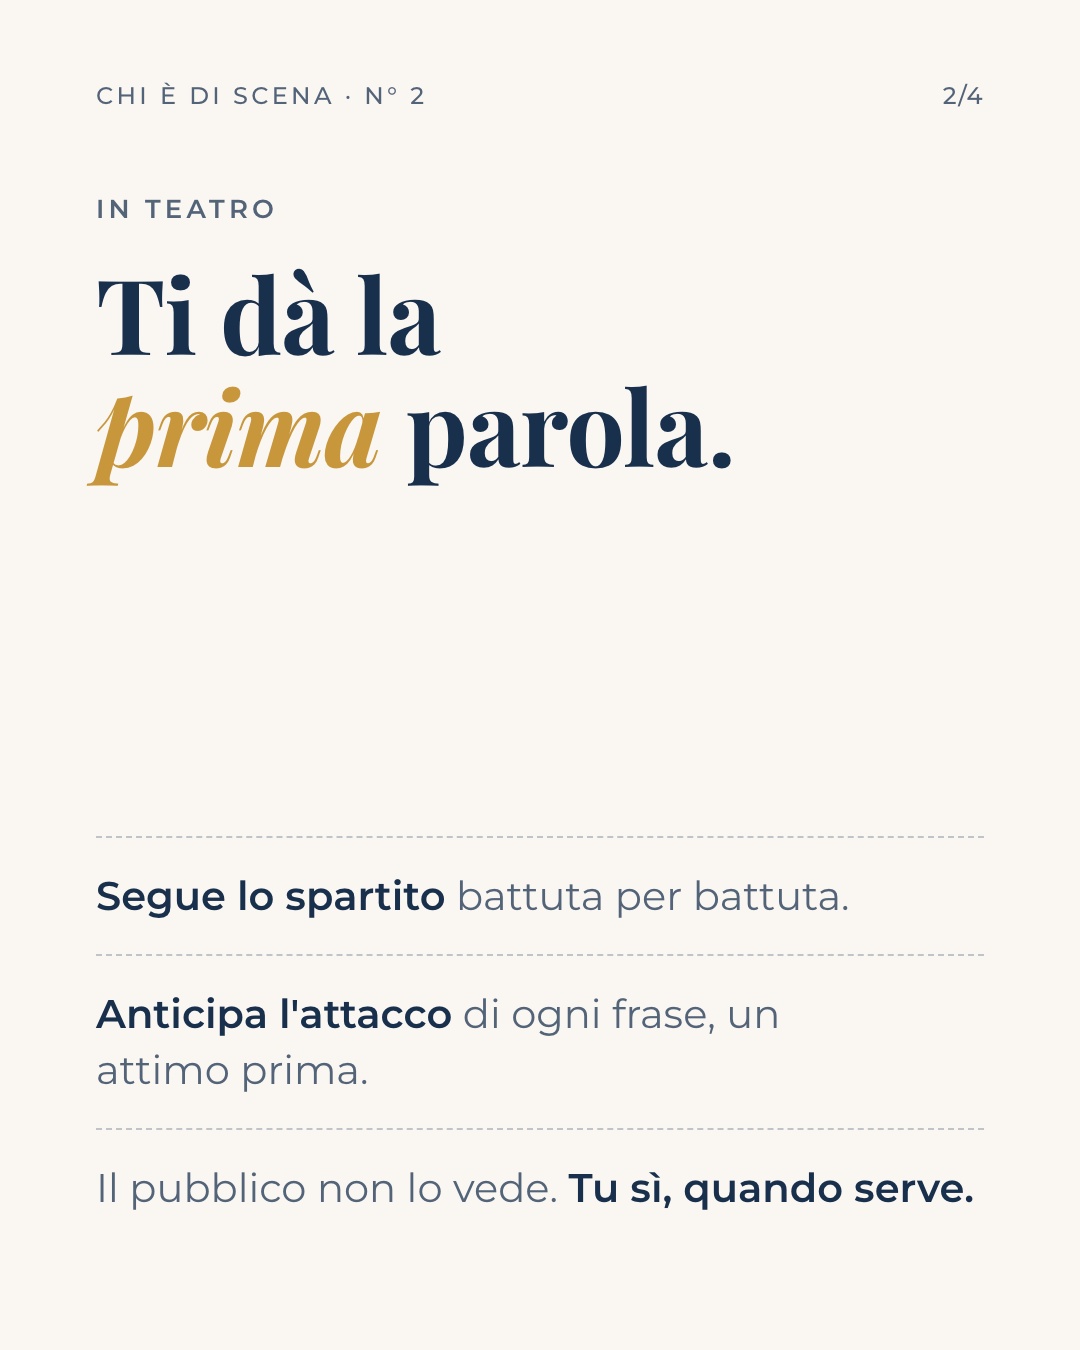 CHI È DI SCENA · N° 2
2/4
IN TEATRO
Ti dà la
prima parola.
Segue lo spartito battuta per battuta.
Anticipa l'attacco di ogni frase, un
attimo prima.
Il pubblico non lo vede. Tu sì, quando serve.